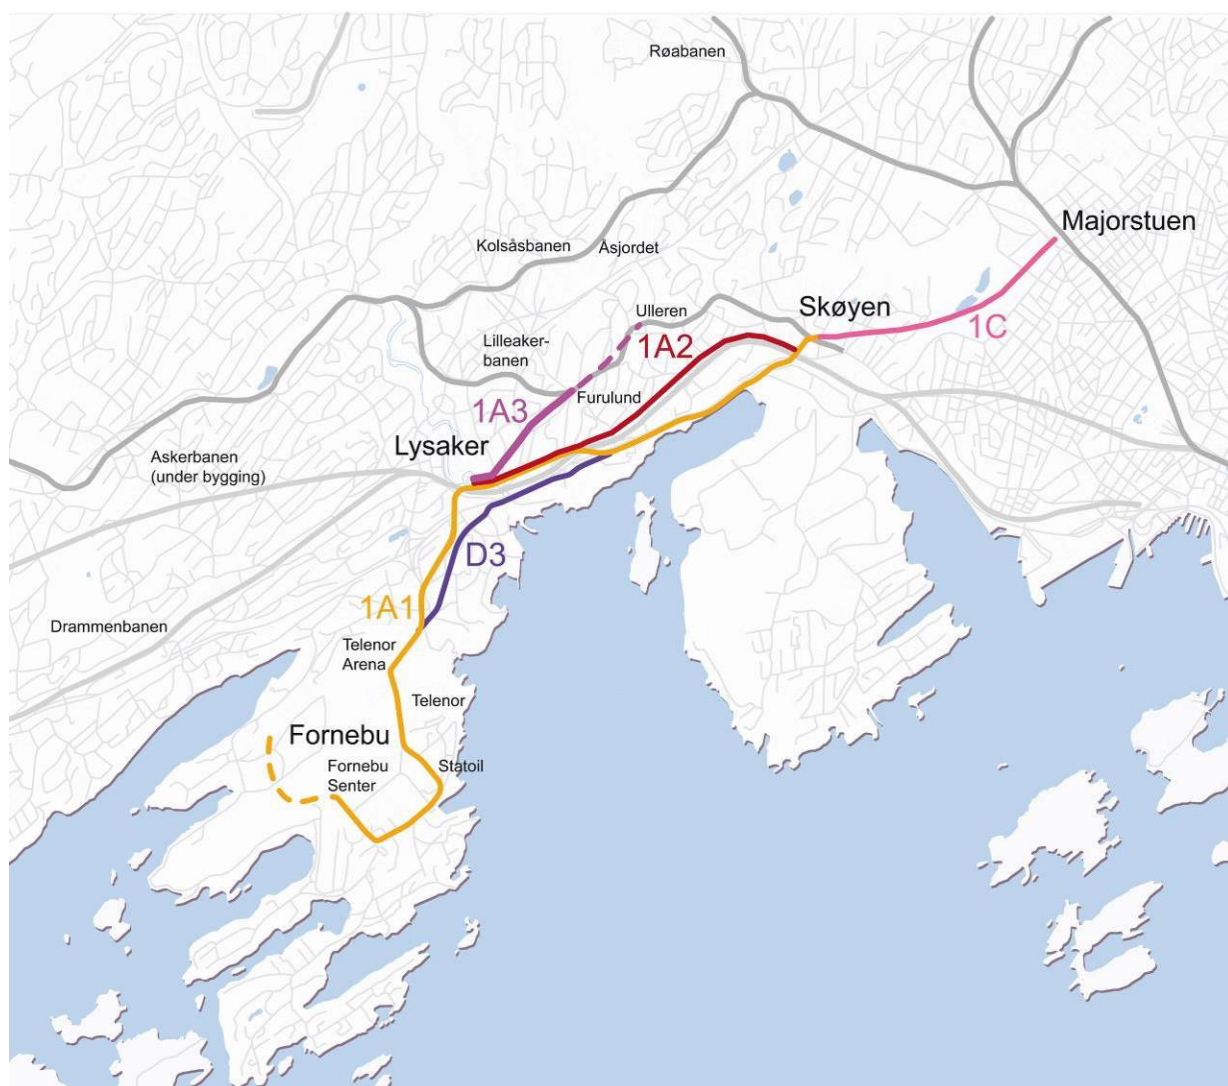 Røabanen
Majorstuen
Kolsåsbanen
Åsjordet
Ulleren
Skøyen
1C
Lilleaker-
banen
1A2
Furulund
1A3
Lysaker
Askerbanen
(under bygging)
D3
1A1
Drammenbanen
Telenor
Arena
Telenor
Fornebu
Fornebu
Senter
Statoil